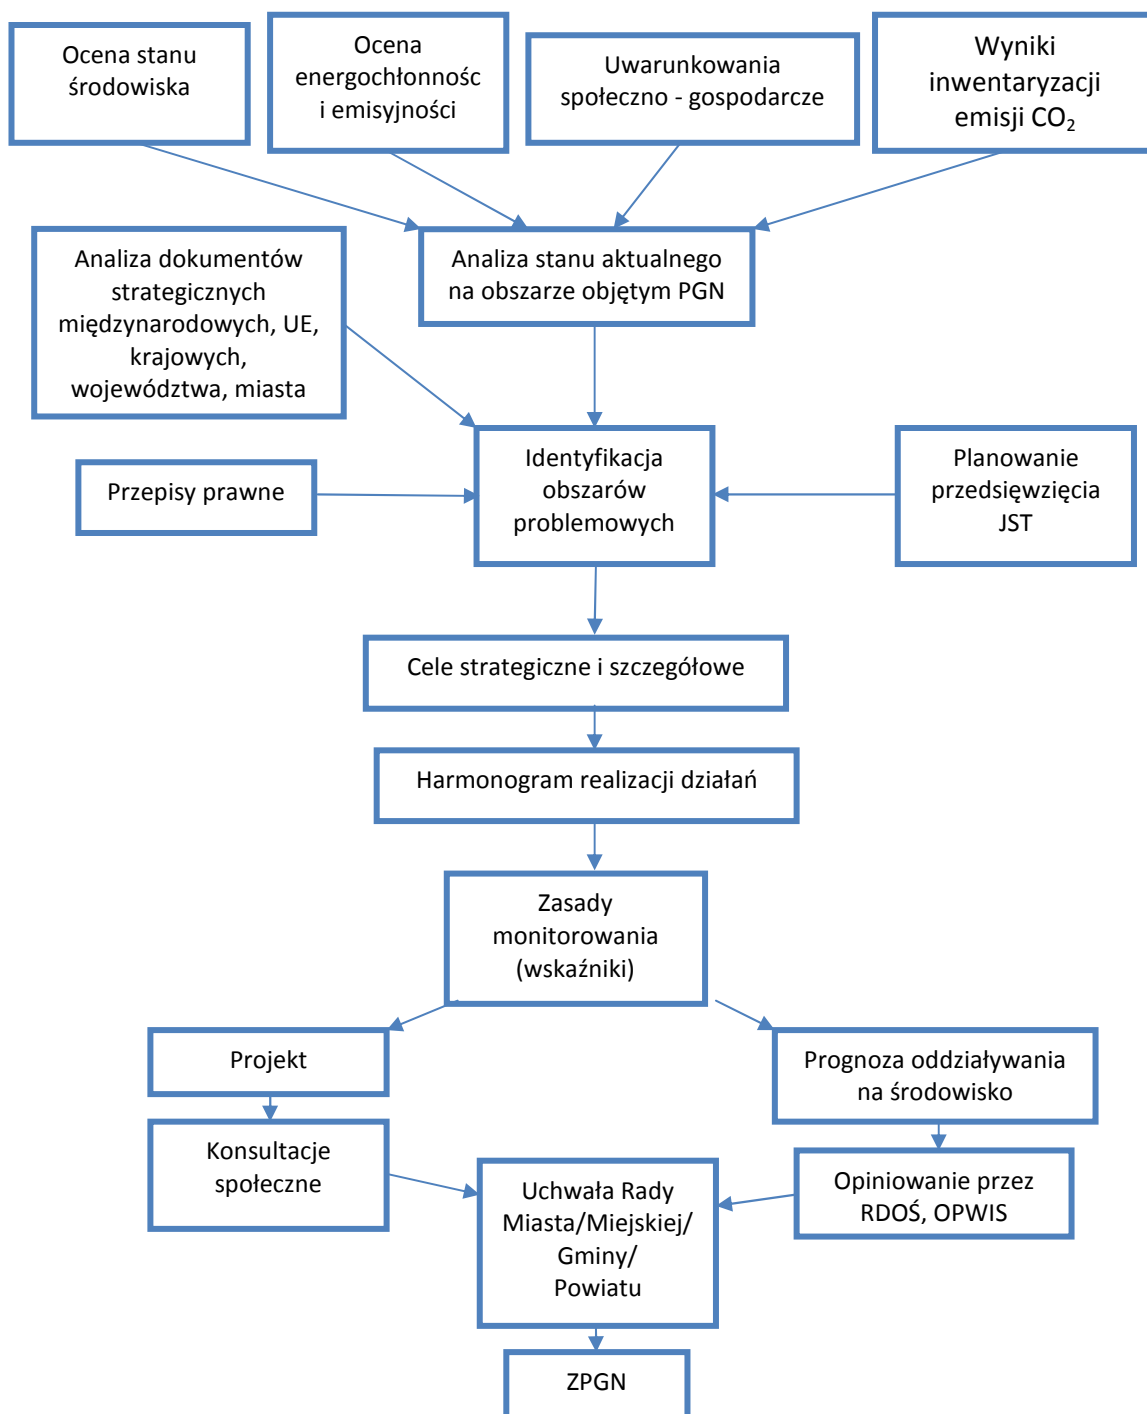 Ocena stanu
środowiska
Ocena
energochłonnośc
i emisyjności
Uwarunkowania
społeczno - gospodarcze
Wyniki
inwentaryzacji
emisji CO₂
Analiza dokumentów
strategicznych
międzynarodowych, UE,
krajowych,
województwa, miasta
Analiza stanu aktualnego
na obszarze objętym PGN
Przepisy prawne
Identyfikacja
obszarów
problemowych
Planowanie
przedsięwzięcia
JST
Cele strategiczne i szczegółowe
Harmonogram realizacji działań
Zasady
monitorowania
(wskaźniki)
Projekt
Prognoza oddziaływania
na środowisko
Konsultacje
społeczne
Uchwała Rady
Miasta/Miejskiej/
Gminy/
Powiatu
Opiniowanie przez
RDOŚ, OPWIS
ZPGN